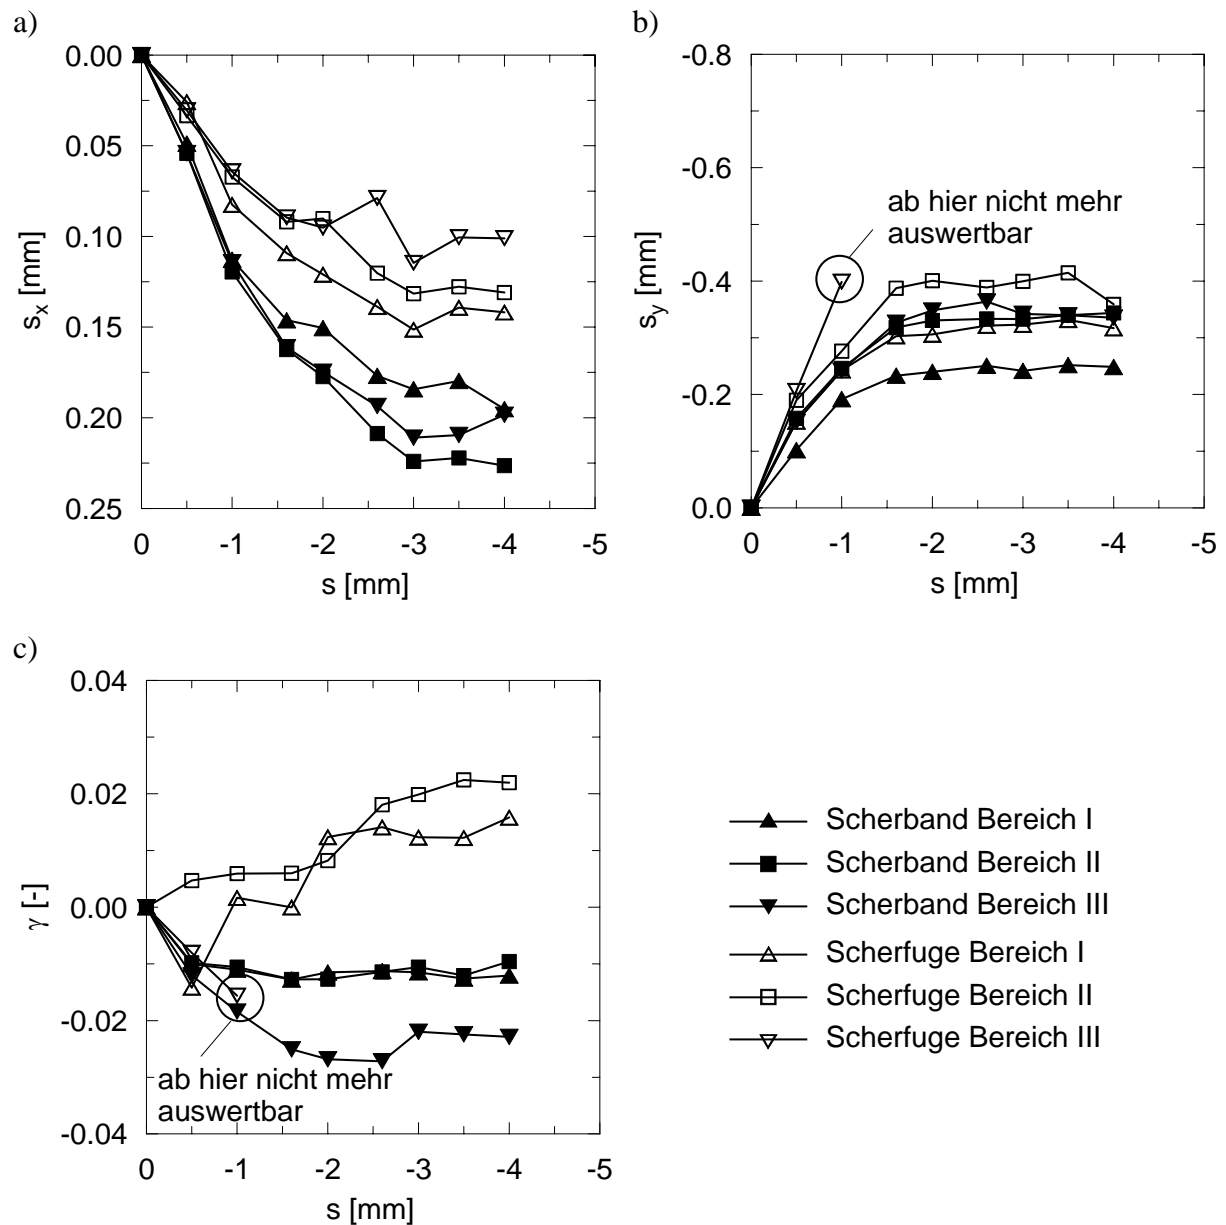 a)
0.00
0.05
0.10
0.15
0.20
0.25
s_x [mm]
0 -1 -2 -3 -4 -5
s [mm]
b)
-0.8
-0.6
-0.4
-0.2
0.0
s_y [mm]
ab hier nicht mehr
auswertbar
0 -1 -2 -3 -4 -5
s [mm]
c)
0.04
0.02
0.00
-0.02
-0.04
γ [-]
ab hier nicht mehr
auswertbar
0 -1 -2 -3 -4 -5
s [mm]
Scherband Bereich I
Scherband Bereich II
Scherband Bereich III
Scherfuge Bereich I
Scherfuge Bereich II
Scherfuge Bereich III